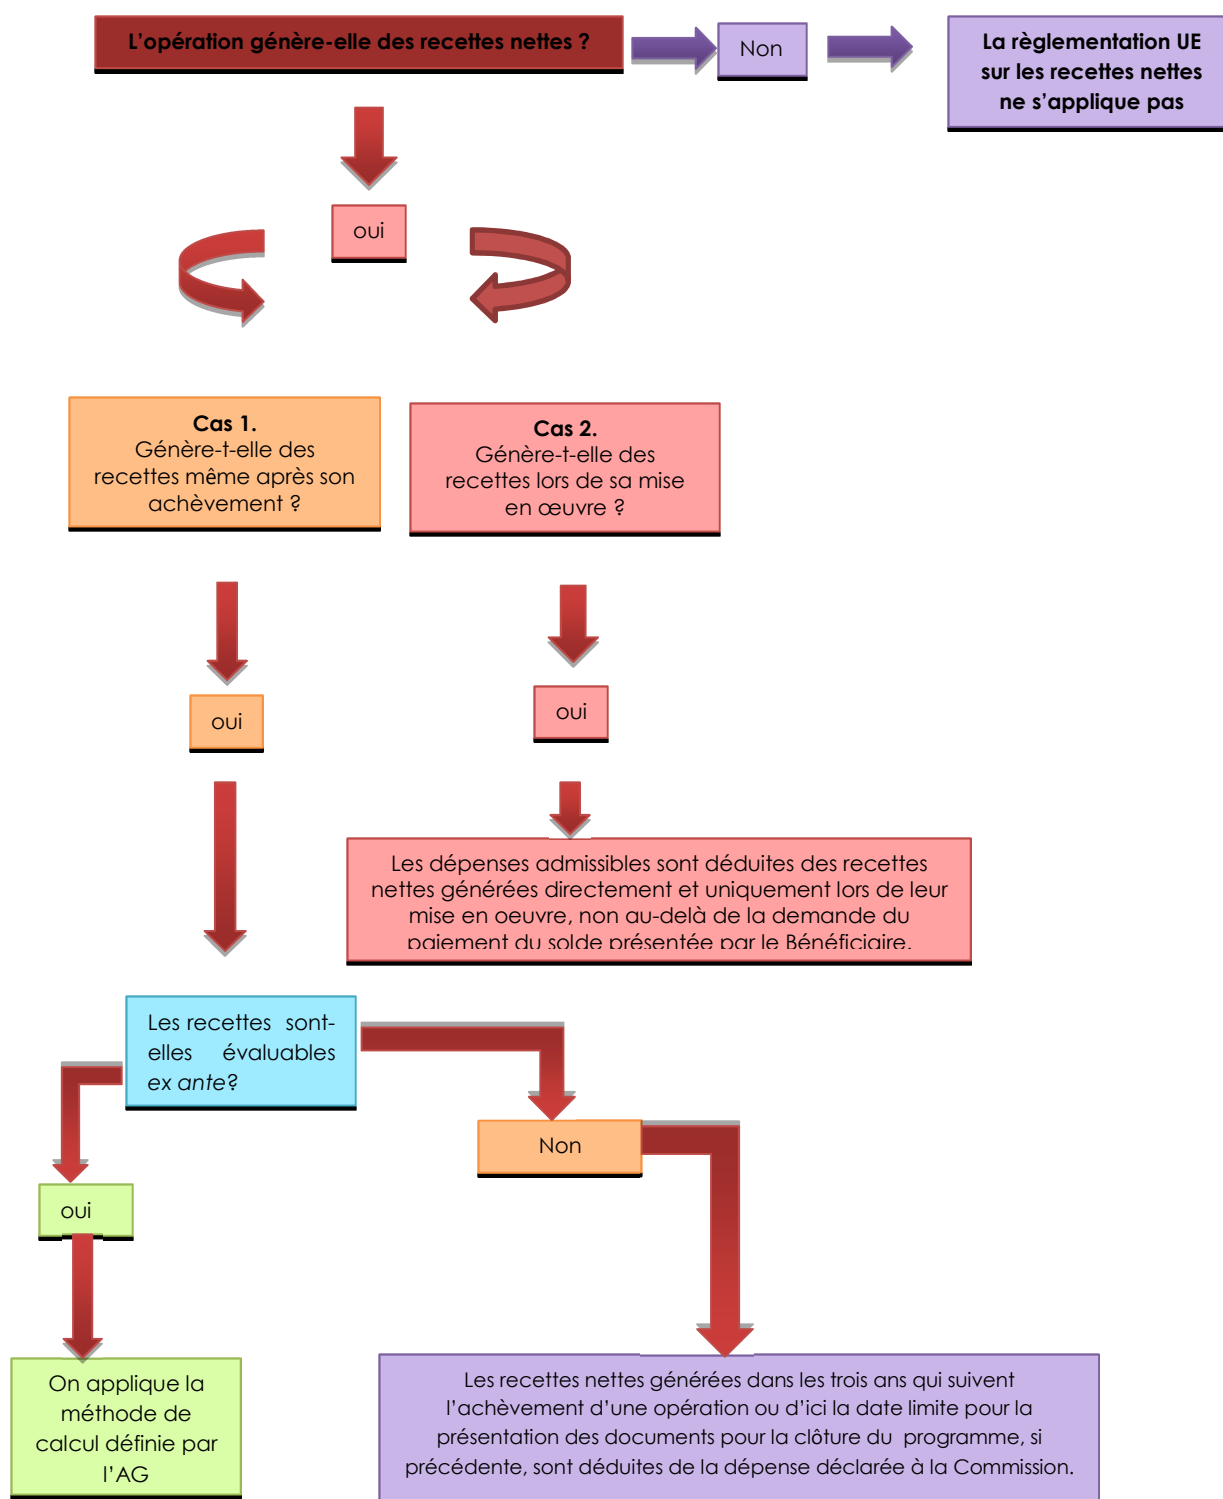 L'opération génère-elle des recettes nettes ?
Non
La règlementation UE
sur les recettes nettes
ne s'applique pas
oui
Cas 1.
Génère-t-elle des
recettes même après son
achèvement ?
Cas 2.
Génère-t-elle des
recettes lors de sa mise
en œuvre ?
oui
oui
Les dépenses admissibles sont déduites des recettes
nettes générées directement et uniquement lors de leur
mise en oeuvre, non au-delà de la demande du
paiement du solde présentée par le Bénéficiaire.
Les recettes sont-
elles évaluables
ex ante?
Non
oui
On applique la
méthode de
calcul définie par
l'AG
Les recettes nettes générées dans les trois ans qui suivent
l'achèvement d'une opération ou d'ici la date limite pour la
présentation des documents pour la clôture du programme, si
précédente, sont déduites de la dépense déclarée à la Commission.